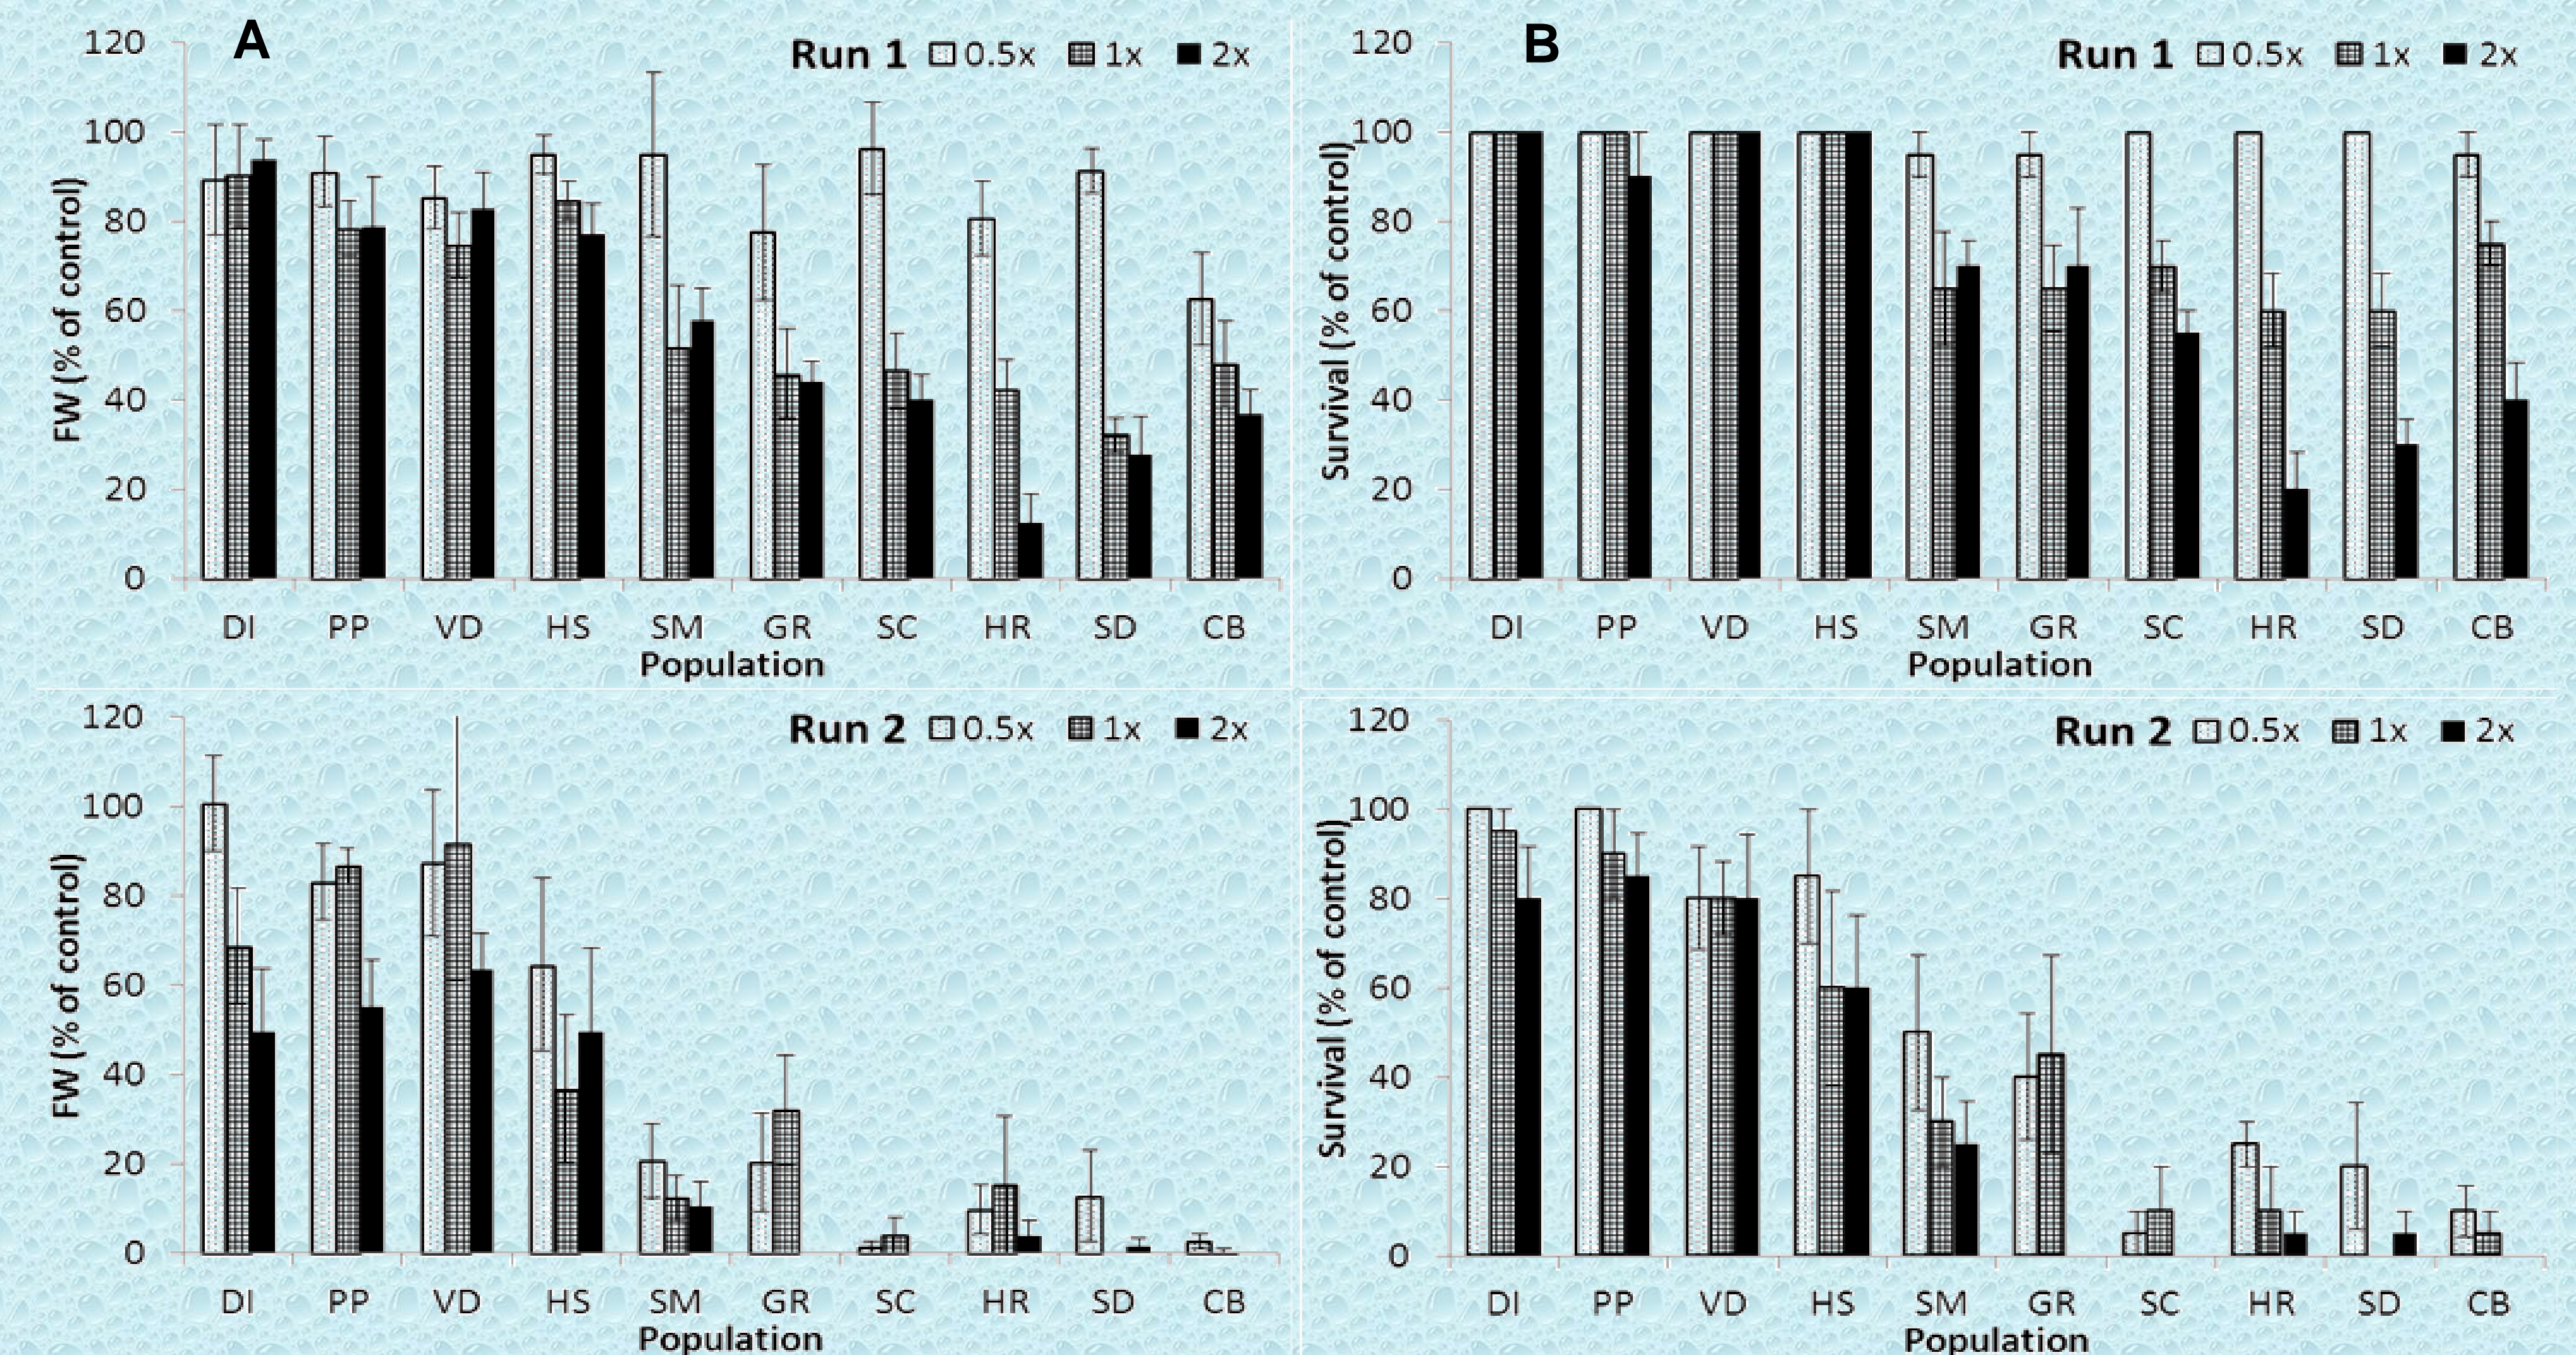 A
Run 1 0.5x 1x 2x
FW (% of control)
120
100
80
60
40
20
0
DI PP VD HS SM GR SC HR SD CB
Population
B
Run 1 0.5x 1x 2x
Survival (% of control)
120
100
80
60
40
20
0
DI PP VD HS SM GR SC HR SD CB
Population
Run 2 0.5x 1x 2x
FW (% of control)
120
100
80
60
40
20
0
DI PP VD HS SM GR SC HR SD CB
Population
Run 2 0.5x 1x 2x
Survival (% of control)
120
100
80
60
40
20
0
DI PP VD HS SM GR SC HR SD CB
Population